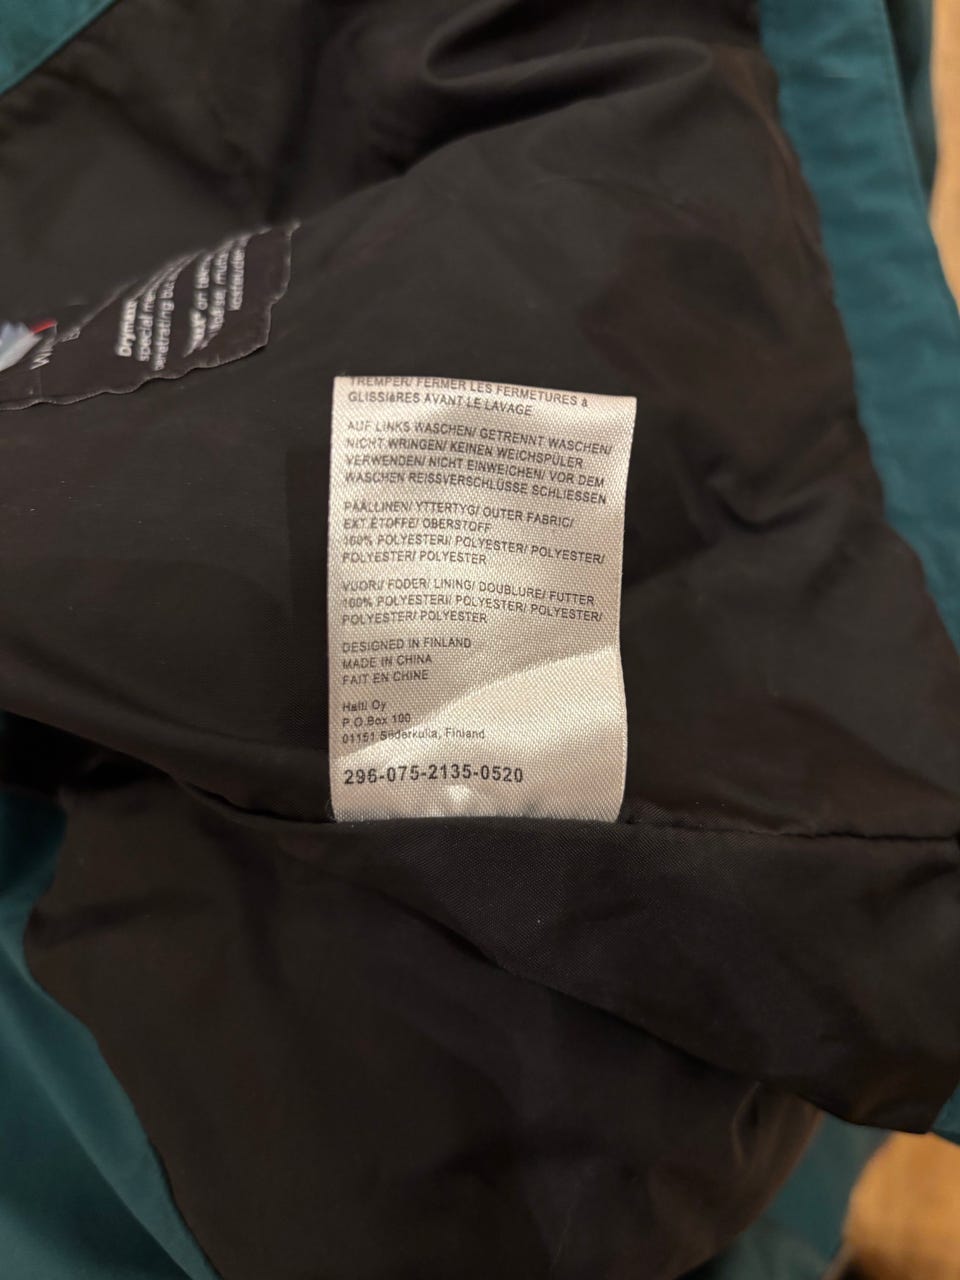 Drymax
special
TREMPER/ FERMER LES FERMETURES à
GLISSIèRES AVANT LE LAVAGE
AUF LINKS WASCHEN/ GETRENNT WASCHEN/
NICHT WRINGEN/ KEINEN WEICHSPÜLER
VERWENDEN/ NICHT EINWEICHEN/ VOR DEM
WASCHEN REISSVERSCHLÜSSE SCHLIESSEN
PÄÄLLINEN/ YTTERTYG/ OUTER FABRIC/
EXT.ÉTOFFE/ OBERSTOFF
100% POLYESTERI/ POLYESTER/ POLYESTER/
POLYESTER/ POLYESTER
VUORI/ FODER/ LINING/ DOUBLURE/ FUTTER
100% POLYESTERI/ POLYESTER/ POLYESTER/
POLYESTER/ POLYESTER
DESIGNED IN FINLAND
MADE IN CHINA
FAIT EN CHINE
Halti Oy
P.O.Box 100
01151 Söderkulla, Finland
296-075-2135-0520